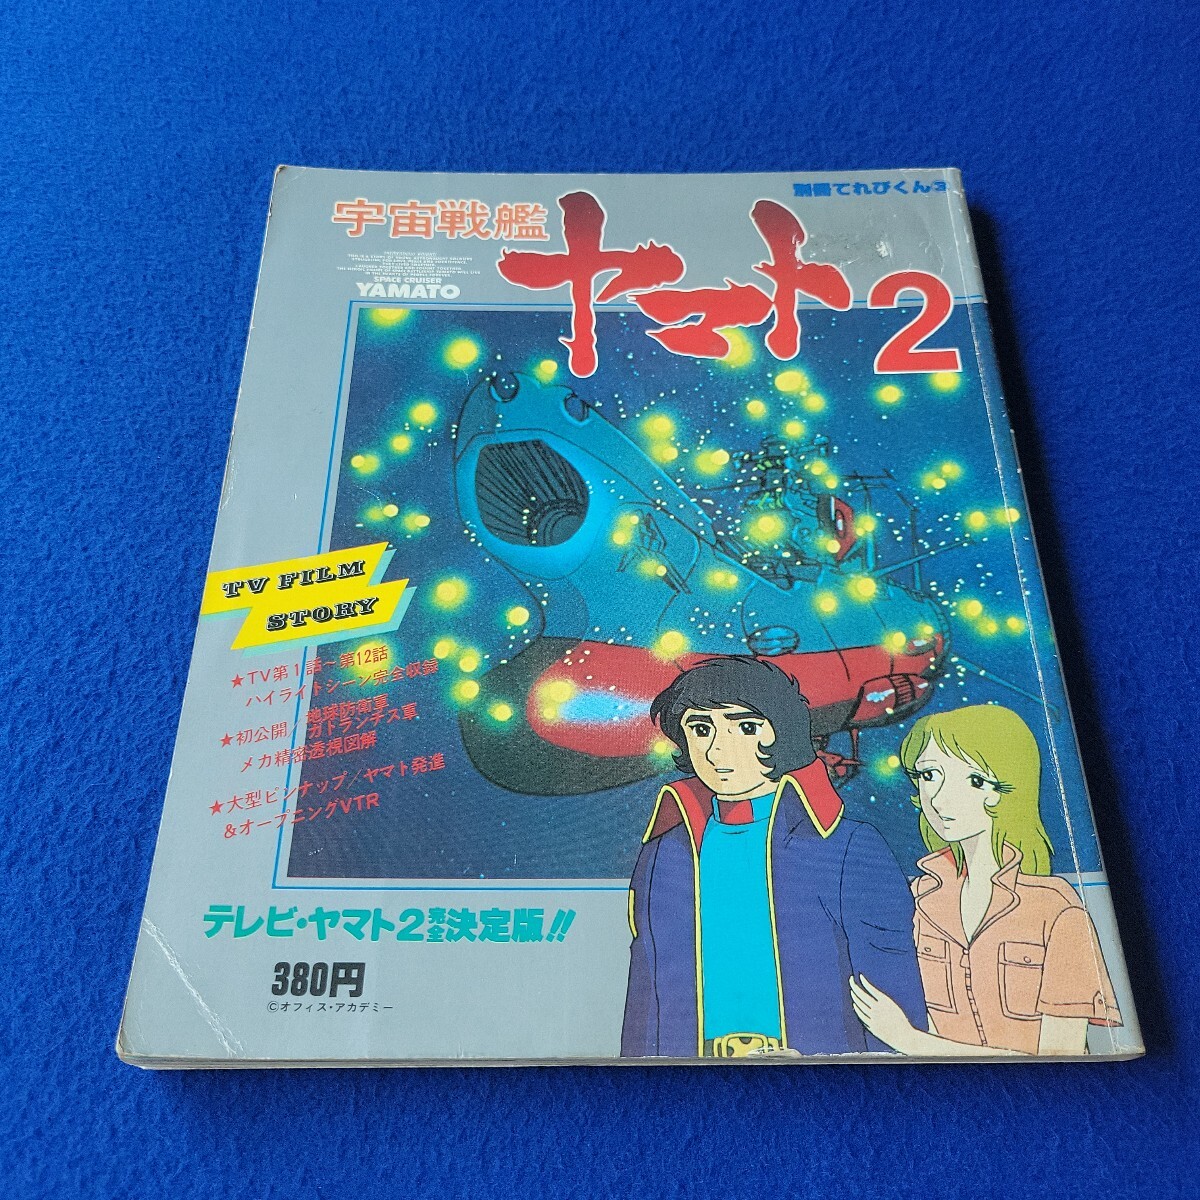 別冊てれびくん③
宇宙戦艦
ヤマト2
SPACE CRUISER
YAMATO
TV FILM
STORY
★TV第1話～第12話
ハイライトシーン完全収録
★初公開/地球防衛軍
ガトランチス軍
メカ精密透視図解
★大型ピンナップ/ヤマト発進
&オープニングVTR
テレビ・ヤマト2完全決定版!!
380円
©オフィス・アカデミー